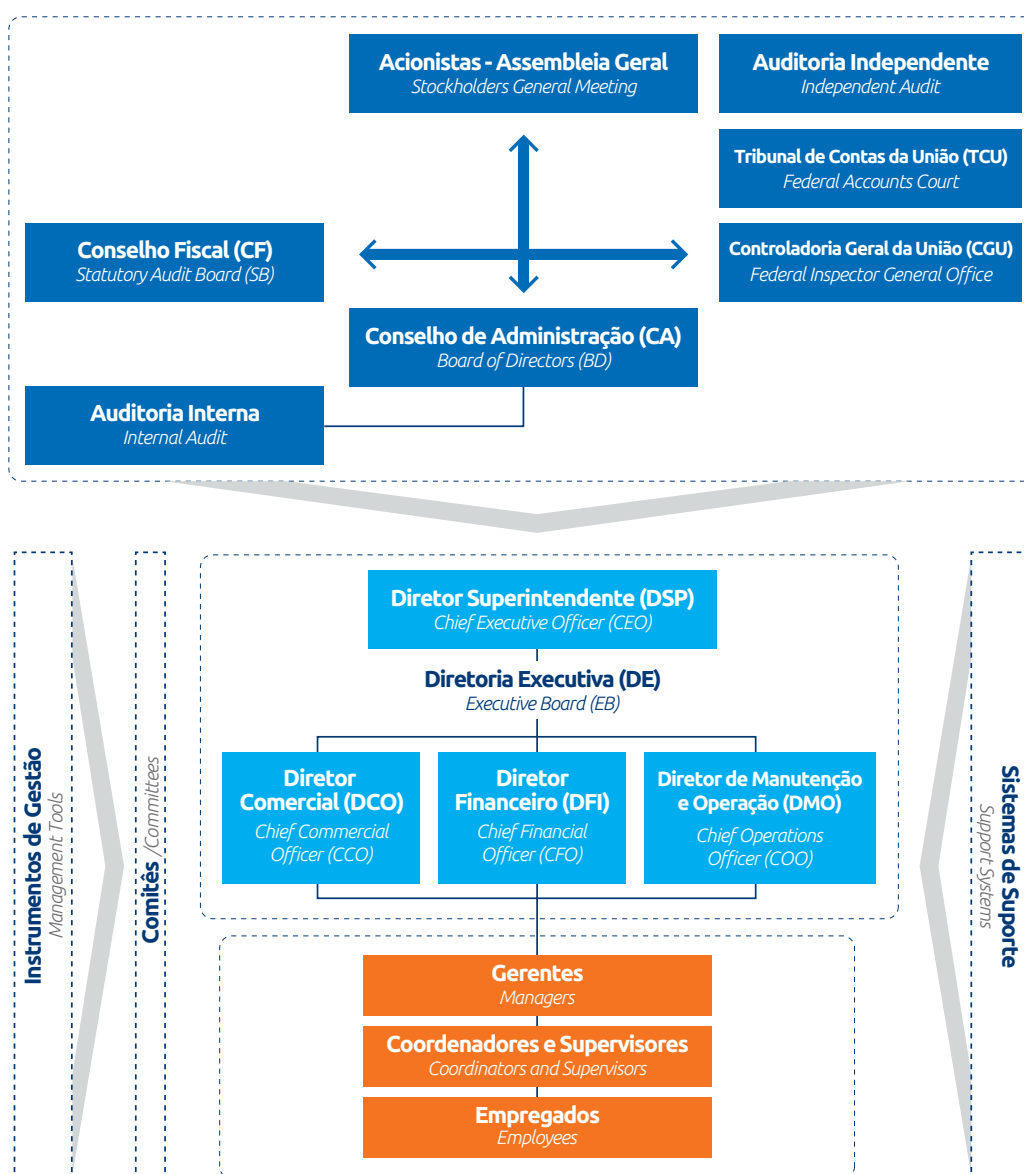 Acionistas - Assembleia Geral
Stockholders General Meeting
Auditoria Independente
Independent Audit
Tribunal de Contas da União (TCU)
Federal Accounts Court
Conselho Fiscal (CF)
Statutory Audit Board (SB)
Controladoria Geral da União (CGU)
Federal Inspector General Office
Conselho de Administração (CA)
Board of Directors (BD)
Auditoria Interna
Internal Audit
Instrumentos de Gestão
Management Tools
Comitês /Committees
Diretor Superintendente (DSP)
Chief Executive Officer (CEO)
Diretoria Executiva (DE)
Executive Board (EB)
Diretor
Comercial (DCO)
Chief Commercial
Officer (CCO)
Diretor
Financeiro (DFI)
Chief Financial
Officer (CFO)
Diretor de Manutenção
e Operação (DMO)
Chief Operations
Officer (COO)
Sistemas de Suporte
Support Systems
Gerentes
Managers
Coordenadores e Supervisores
Coordinators and Supervisors
Empregados
Employees